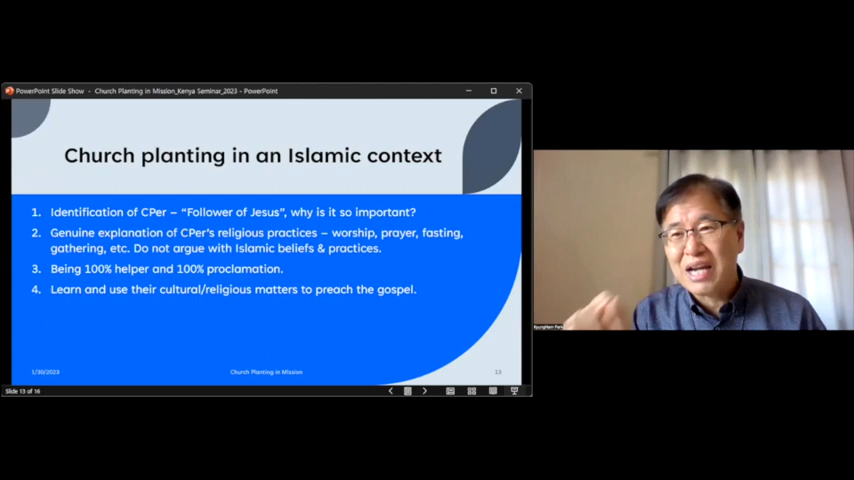 PowerPoint Slide Show - Church Planting in Mission_Kenya Seminar_2023 - PowerPoint
Church planting in an Islamic context
1. Identification of CPer – “Follower of Jesus”, why is it so important?
2. Genuine explanation of CPer’s religious practices – worship, prayer, fasting,
gathering, etc. Do not argue with Islamic beliefs & practices.
3. Being 100% helper and 100% proclamation.
4. Learn and use their cultural/religious matters to preach the gospel.
1/30/2023
Church Planting in Mission
13
Slide 13 of 16
KyungNam Park